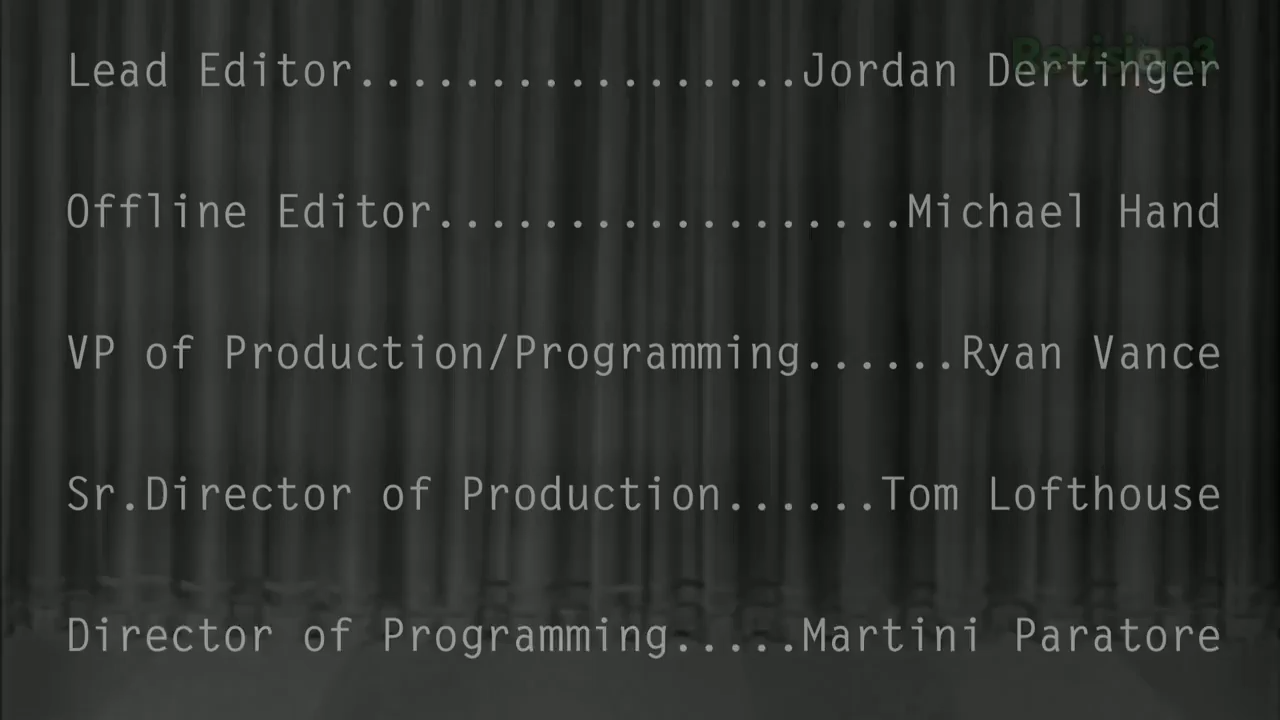 Revision3
Lead Editor.................Jordan Dertinger
Offline Editor..................Michael Hand
VP of Production/Programming......Ryan Vance
Sr.Director of Production......Tom Lofthouse
Director of Programming.....Martini Paratore